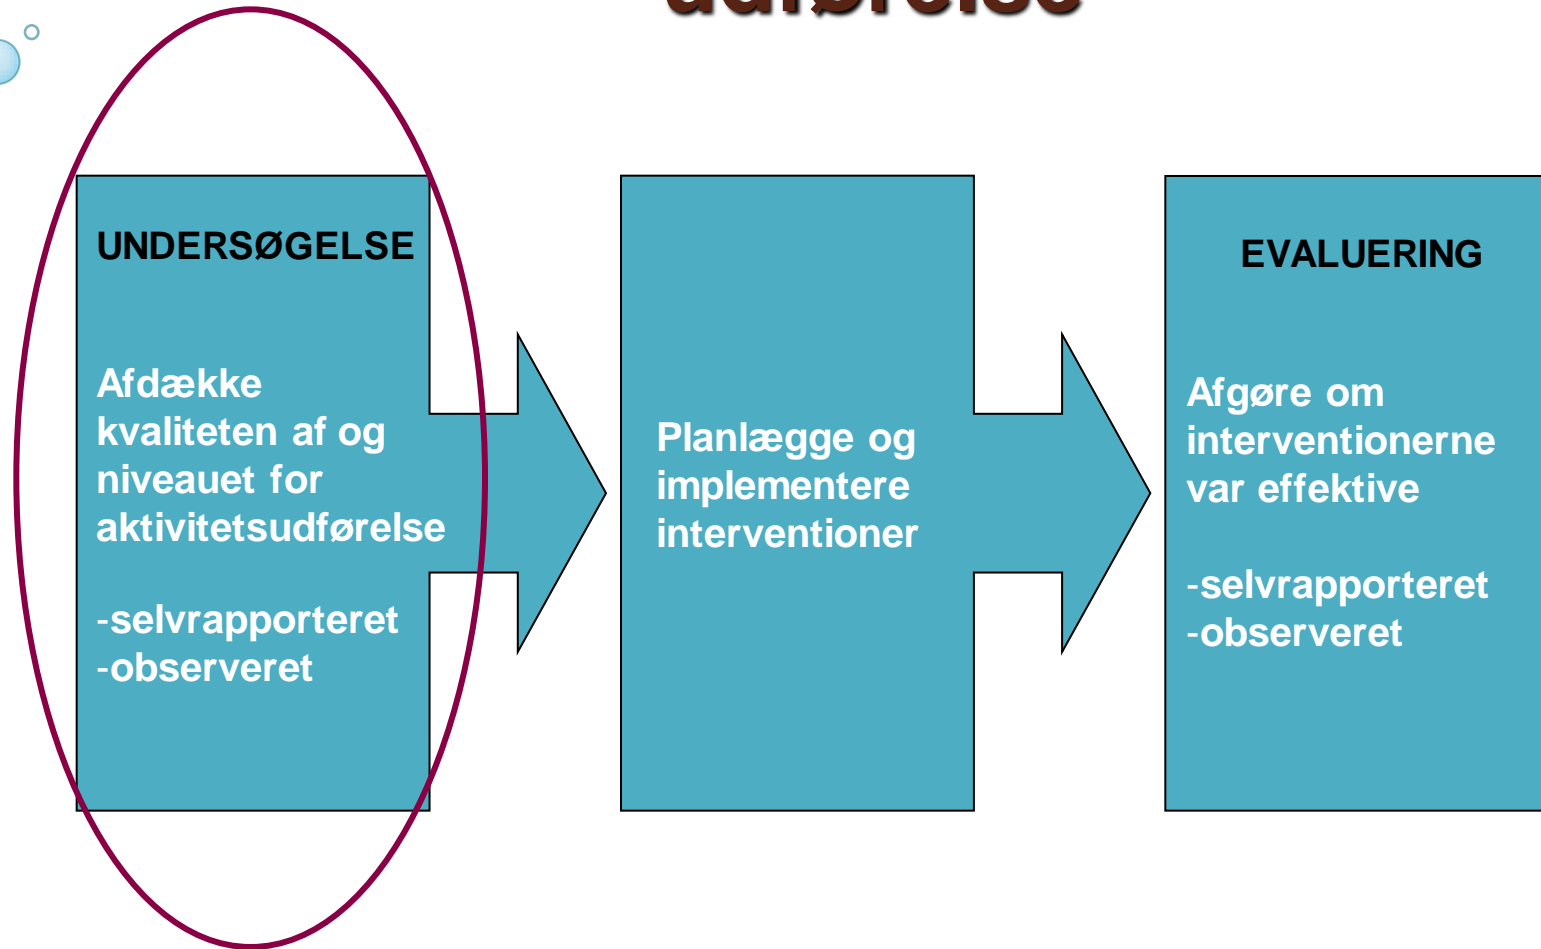 udførelse
UNDERSØGELSE
Afdække
kvaliteten af og
niveauet for
aktivitetsudførelse
-selvrapporteret
-observeret
Planlægge og
implementere
interventioner
EVALUERING
Afgøre om
interventionerne
var effektive
-selvrapporteret
-observeret